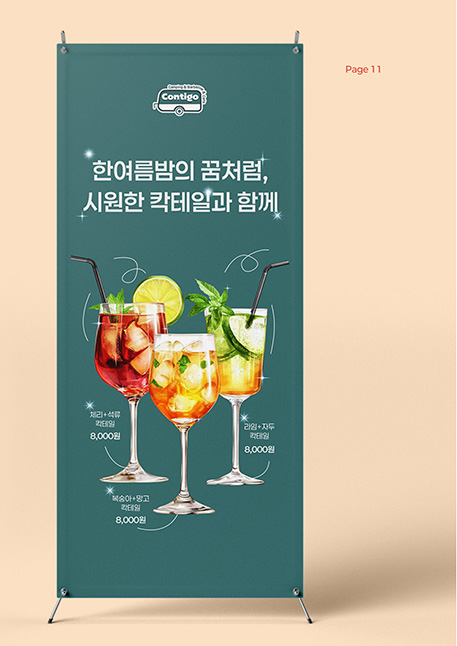 Page 11
Camping & Barbecue
Contigo
한여름밤의 꿈처럼,
시원한 칵테일과 함께
체리+석류
칵테일
8,000원
라임+자두
칵테일
8,000원
복숭아+망고
칵테일
8,000원